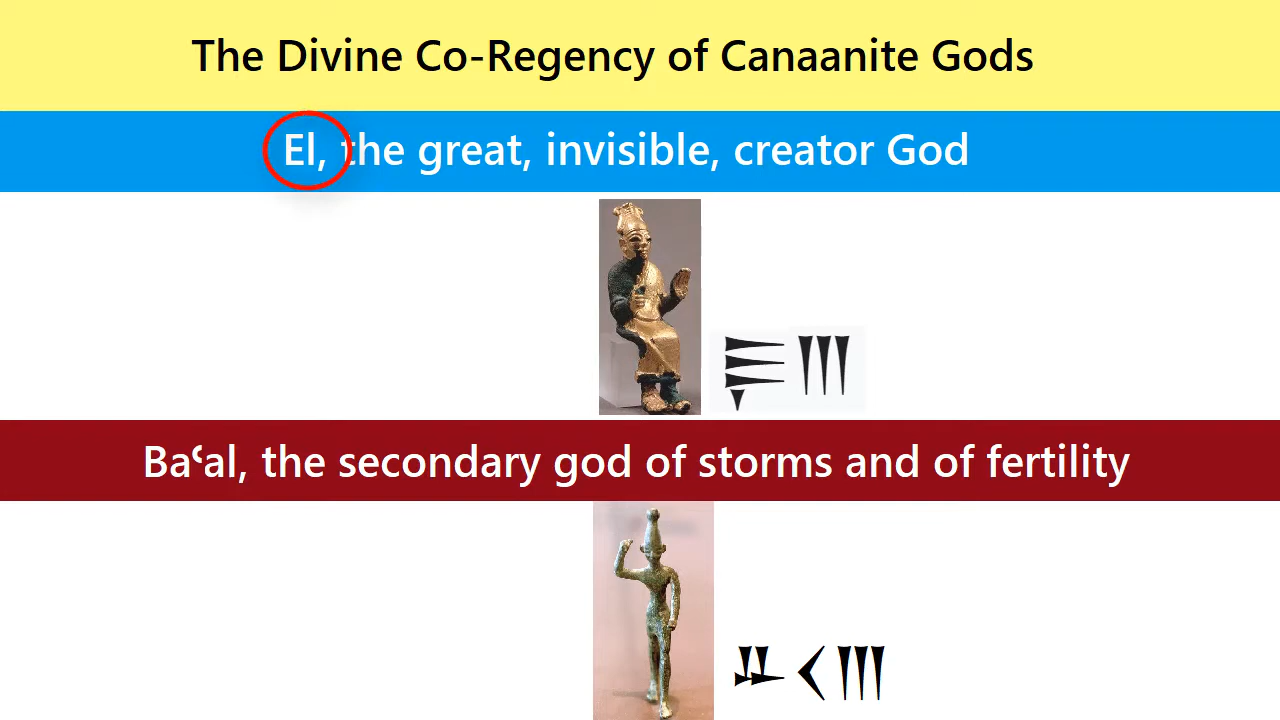 The Divine Co-Regency of Canaanite Gods
El, the great, invisible, creator God
𐎛𐎍
Baʿal, the secondary god of storms and of fertility
𐎁𐎓𐎍